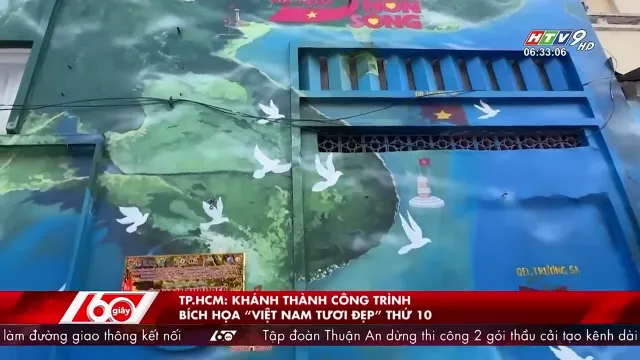 NON
SÔNG
HTV9 HD
06:33:06
QĐ. TRƯỜNG SA
60 giây
TP.HCM: KHÁNH THÀNH CÔNG TRÌNH
BÍCH HỌA “VIỆT NAM TƯƠI ĐẸP” THỨ 10
làm đường giao thông kết nối
Tập đoàn Thuận An dừng thi công 2 gói thầu cải tạo kênh dài